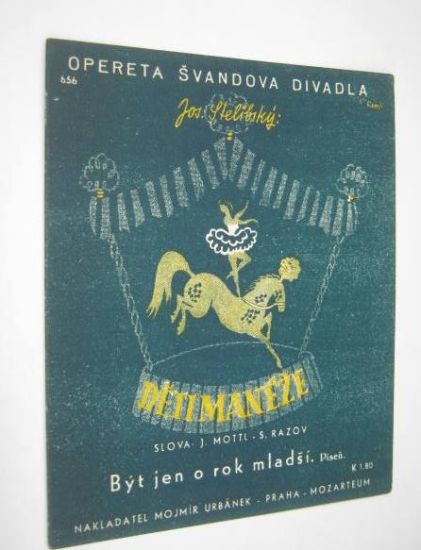 OPERETA ŠVANDOVA DIVADLA
656
Jos. Stelibský:
DĚTI MANÉŽE
SLOVA: J. MOTTL - S. RAZOV
Být jen o rok mladší. Píseň.
K 1.80
NAKLADATEL MOJMÍR URBÁNEK - PRAHA - MOZARTEUM